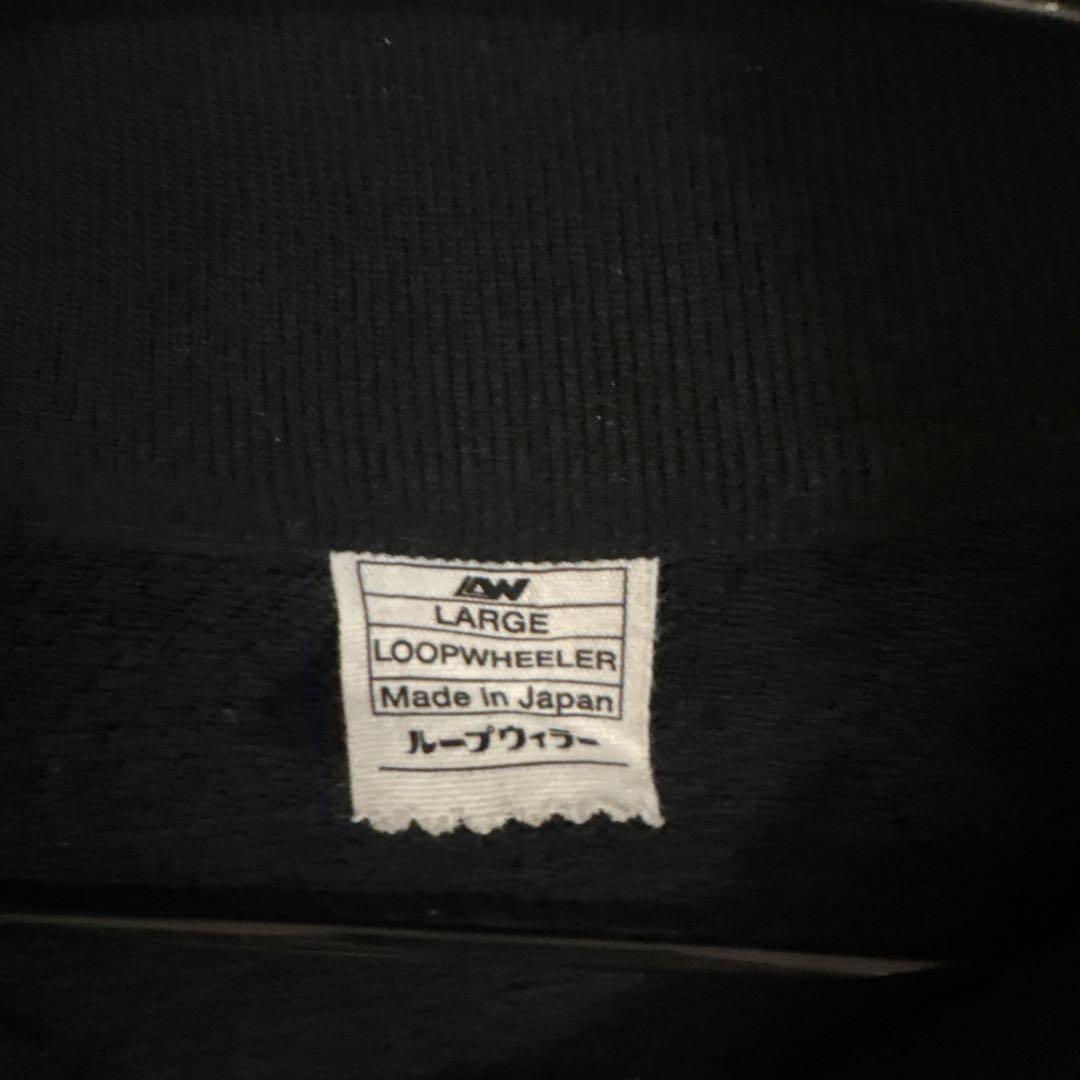 LW
LARGE
LOOPWHEELER
Made in Japan
ループウィラー